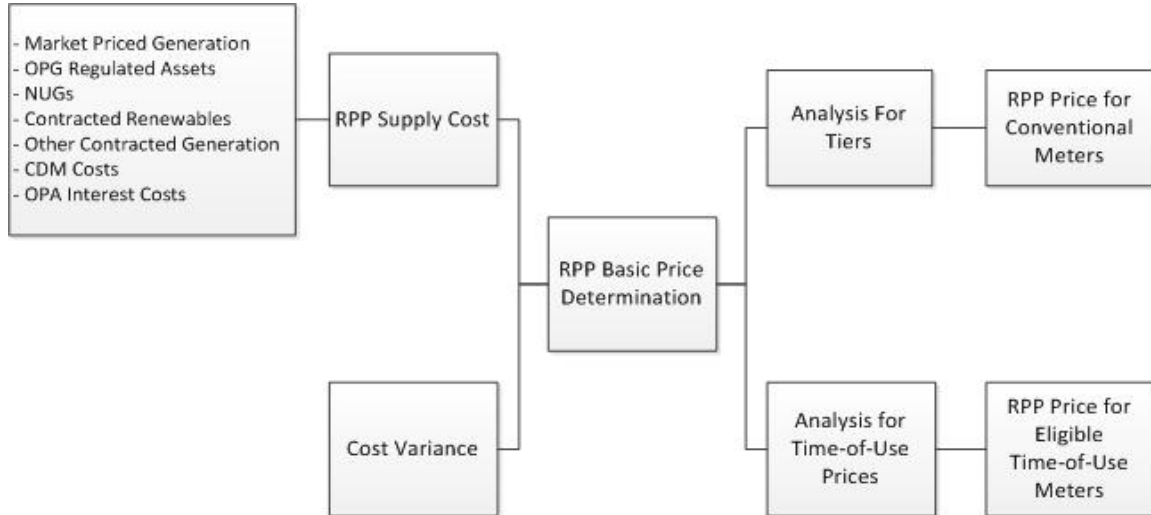 - Market Priced Generation
- OPG Regulated Assets
- NUGs
- Contracted Renewables
- Other Contracted Generation
- CDM Costs
- OPA Interest Costs
RPP Supply Cost
Cost Variance
RPP Basic Price
Determination
Analysis For
Tiers
RPP Price for
Conventional
Meters
Analysis for
Time-of-Use
Prices
RPP Price for
Eligible
Time-of-Use
Meters